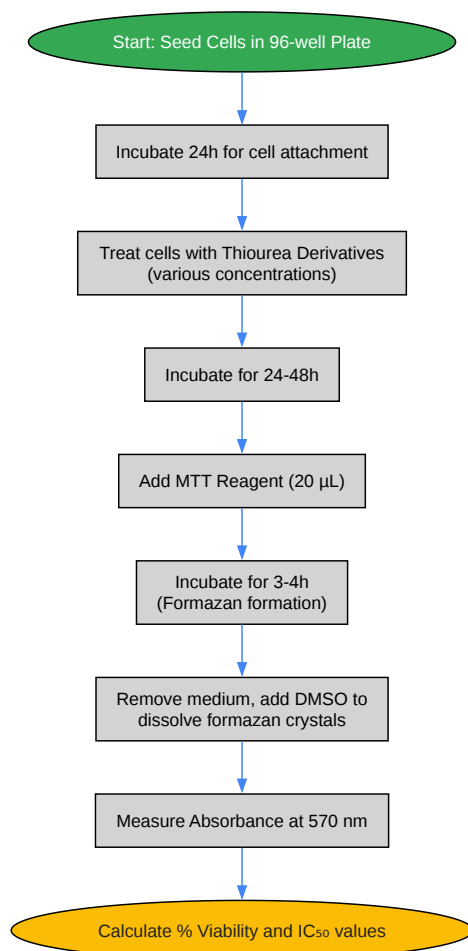 Start: Seed Cells in 96-well Plate
Incubate 24h for cell attachment
Treat cells with Thiourea Derivatives
(various concentrations)
Incubate for 24-48h
Add MTT Reagent (20 µL)
Incubate for 3-4h
(Formazan formation)
Remove medium, add DMSO to
dissolve formazan crystals
Measure Absorbance at 570 nm
Calculate % Viability and IC₅₀ values